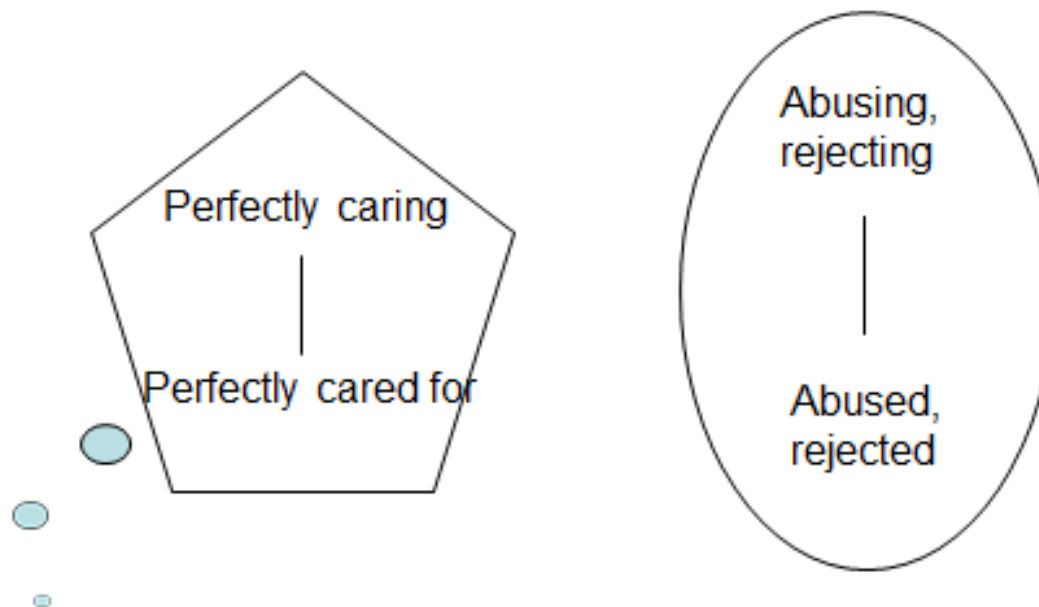 Perfectly caring
Perfectly cared for
Abusing,
rejecting
Abused,
rejected